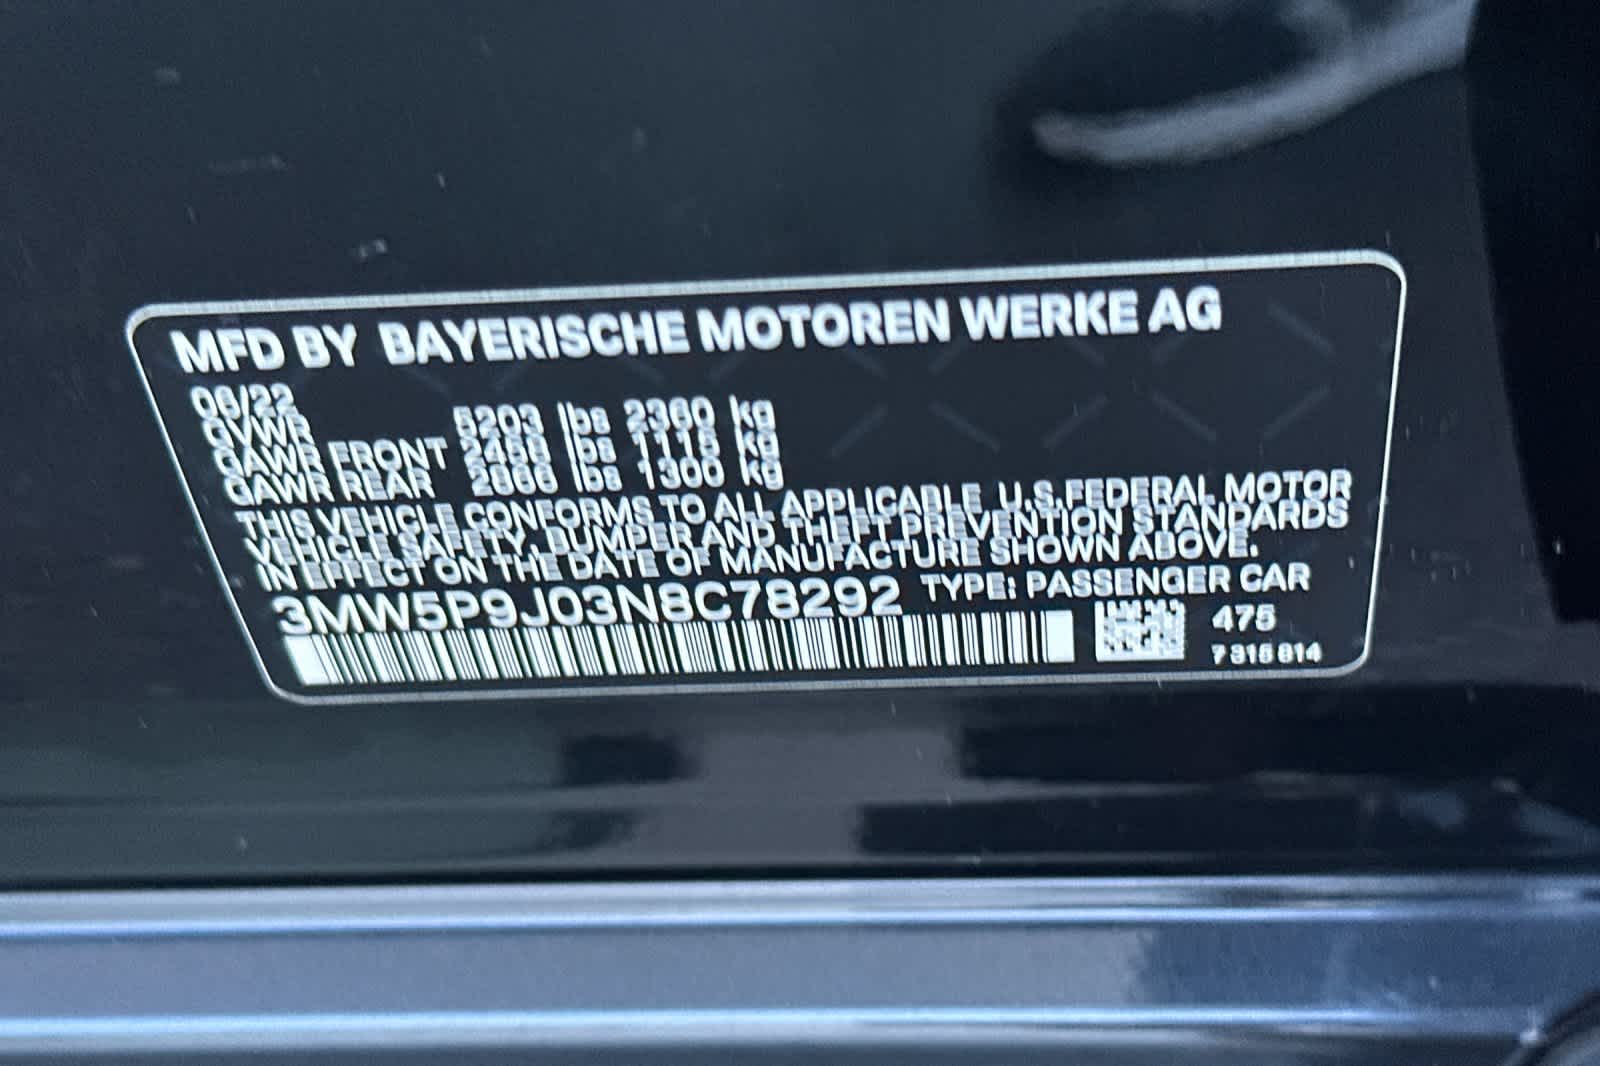 MFD BY BAYERISCHE MOTOREN WERKE AG
06/22
GVWR 5203 lbs 2360 kg
GAWR FRONT 2458 lbs 1115 kg
GAWR REAR 2866 lbs 1300 kg
THIS VEHICLE CONFORMS TO ALL APPLICABLE U.S.FEDERAL MOTOR
VEHICLE SAFETY, BUMPER AND THEFT PREVENTION STANDARDS
IN EFFECT ON THE DATE OF MANUFACTURE SHOWN ABOVE.
3MW5P9J03N8C78292 TYPE: PASSENGER CAR
475
7 315 814